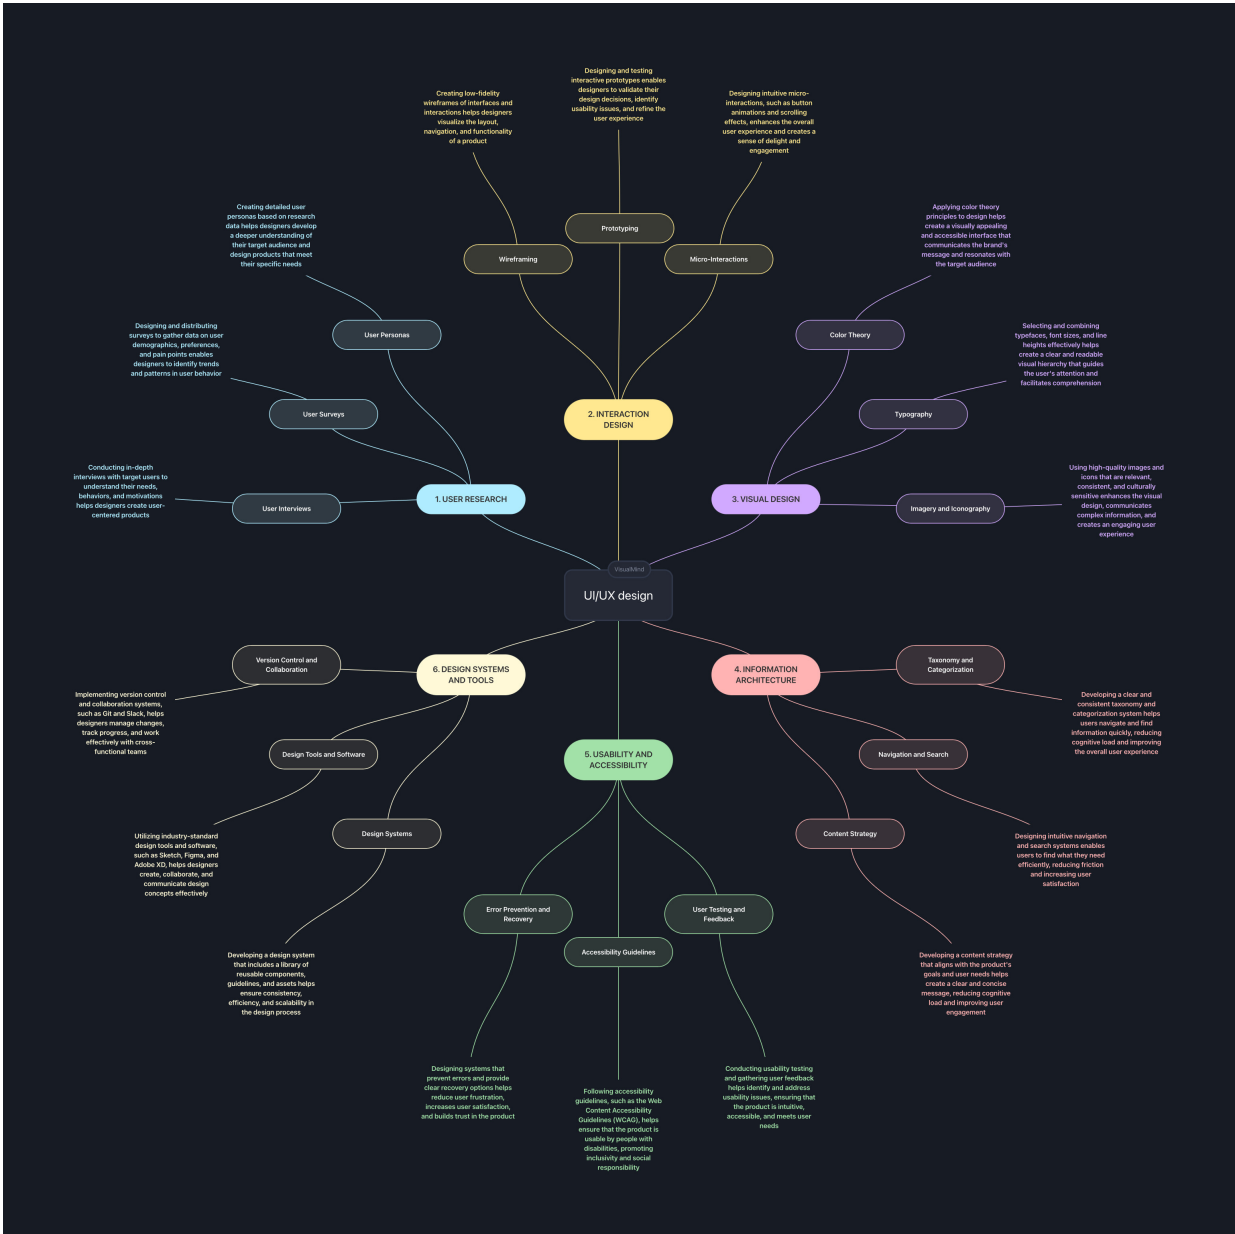 VisualMind
UI/UX design
1. USER RESEARCH
User Personas
Creating detailed user
personas based on research
data helps designers develop
a deeper understanding of
their target audience and
design products that meet
their specific needs
User Surveys
Designing and distributing
surveys to gather data on user
demographics, preferences,
and pain points enables
designers to identify trends
and patterns in user behavior
User Interviews
Conducting in-depth
interviews with target users to
understand their needs,
behaviors, and motivations
helps designers create user-
centered products
2. INTERACTION
DESIGN
Wireframing
Creating low-fidelity
wireframes of interfaces and
interactions helps designers
visualize the layout,
navigation, and functionality
of a product
Prototyping
Designing and testing
interactive prototypes enables
designers to validate their
design decisions, identify
usability issues, and refine the
user experience
Micro-Interactions
Designing intuitive micro-
interactions, such as button
animations and scrolling
effects, enhances the overall
user experience and creates a
sense of delight and
engagement
3. VISUAL DESIGN
Color Theory
Applying color theory
principles to design helps
create a visually appealing
and accessible interface that
communicates the brand's
message and resonates with
the target audience
Typography
Selecting and combining
typefaces, font sizes, and line
heights effectively helps
create a clear and readable
visual hierarchy that guides
the user's attention and
facilitates comprehension
Imagery and Iconography
Using high-quality images and
icons that are relevant,
consistent, and culturally
sensitive enhances the visual
design, communicates
complex information, and
creates an engaging user
experience
4. INFORMATION
ARCHITECTURE
Taxonomy and
Categorization
Developing a clear and
consistent taxonomy and
categorization system helps
users navigate and find
information quickly, reducing
cognitive load and improving
the overall user experience
Navigation and Search
Designing intuitive navigation
and search systems enables
users to find what they need
efficiently, reducing friction
and increasing user
satisfaction
Content Strategy
Developing a content strategy
that aligns with the product's
goals and user needs helps
create a clear and concise
message, reducing cognitive
load and improving user
engagement
5. USABILITY AND
ACCESSIBILITY
Error Prevention and
Recovery
Designing systems that
prevent errors and provide
clear recovery options helps
reduce user frustration,
increases user satisfaction,
and builds trust in the product
Accessibility Guidelines
Following accessibility
guidelines, such as the Web
Content Accessibility
Guidelines (WCAG), helps
ensure that the product is
usable by people with
disabilities, promoting
inclusivity and social
responsibility
User Testing and
Feedback
Conducting usability testing
and gathering user feedback
helps identify and address
usability issues, ensuring that
the product is intuitive,
accessible, and meets user
needs
6. DESIGN SYSTEMS
AND TOOLS
Version Control and
Collaboration
Implementing version control
and collaboration systems,
such as Git and Slack, helps
designers manage changes,
track progress, and work
effectively with cross-
functional teams
Design Tools and Software
Utilizing industry-standard
design tools and software,
such as Sketch, Figma, and
Adobe XD, helps designers
create, collaborate, and
communicate design
concepts effectively
Design Systems
Developing a design system
that includes a library of
reusable components,
guidelines, and assets helps
ensure consistency,
efficiency, and scalability in
the design process